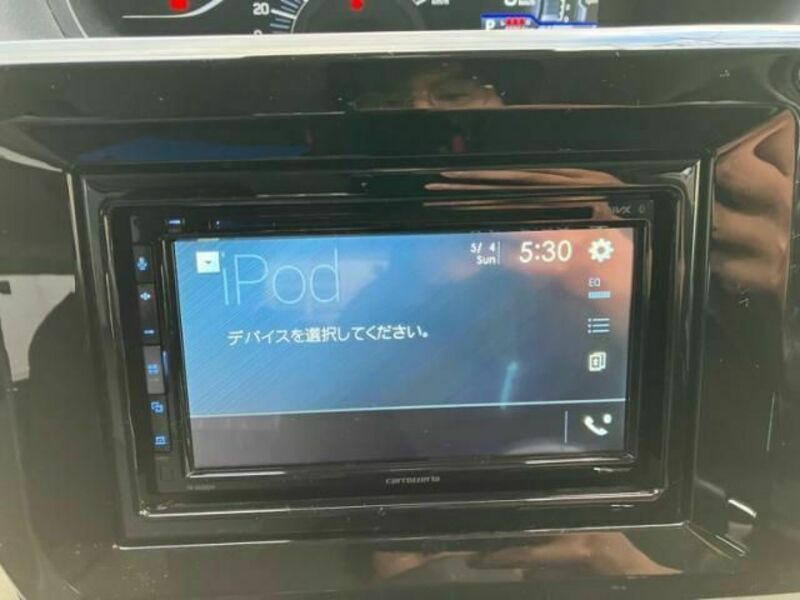 20
P
iPod
5/ 4
Sun
5:30
EQ
デバイスを選択してください。
carrozzeria